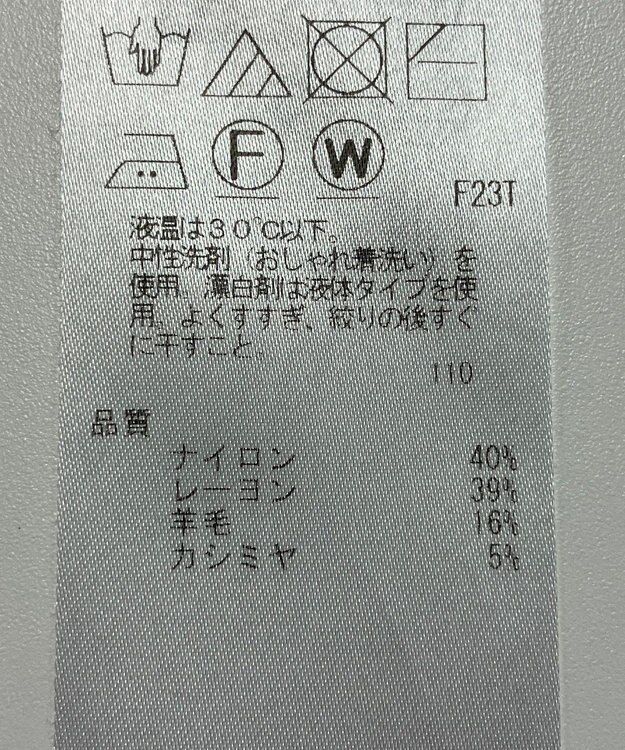 F
W
F23T
液温は30℃以下。
中性洗剤（おしゃれ着洗い）を
使用。漂白剤は液体タイプを使
用。よくすすぎ、絞りの後すぐ
に干すこと。
110
品質
ナイロン 40%
レーヨン 39%
羊毛 16%
カシミヤ 5%